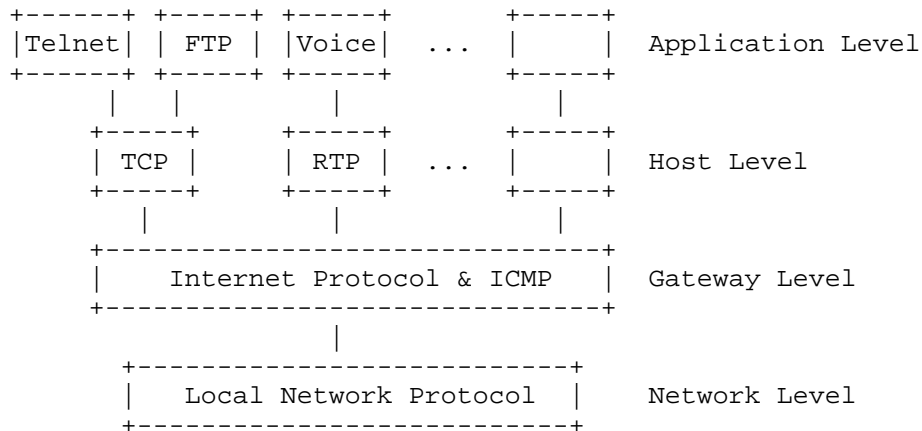 Telnet FTP Voice ... Application Level
TCP RTP ... Host Level
Internet Protocol & ICMP Gateway Level
Local Network Protocol Network Level